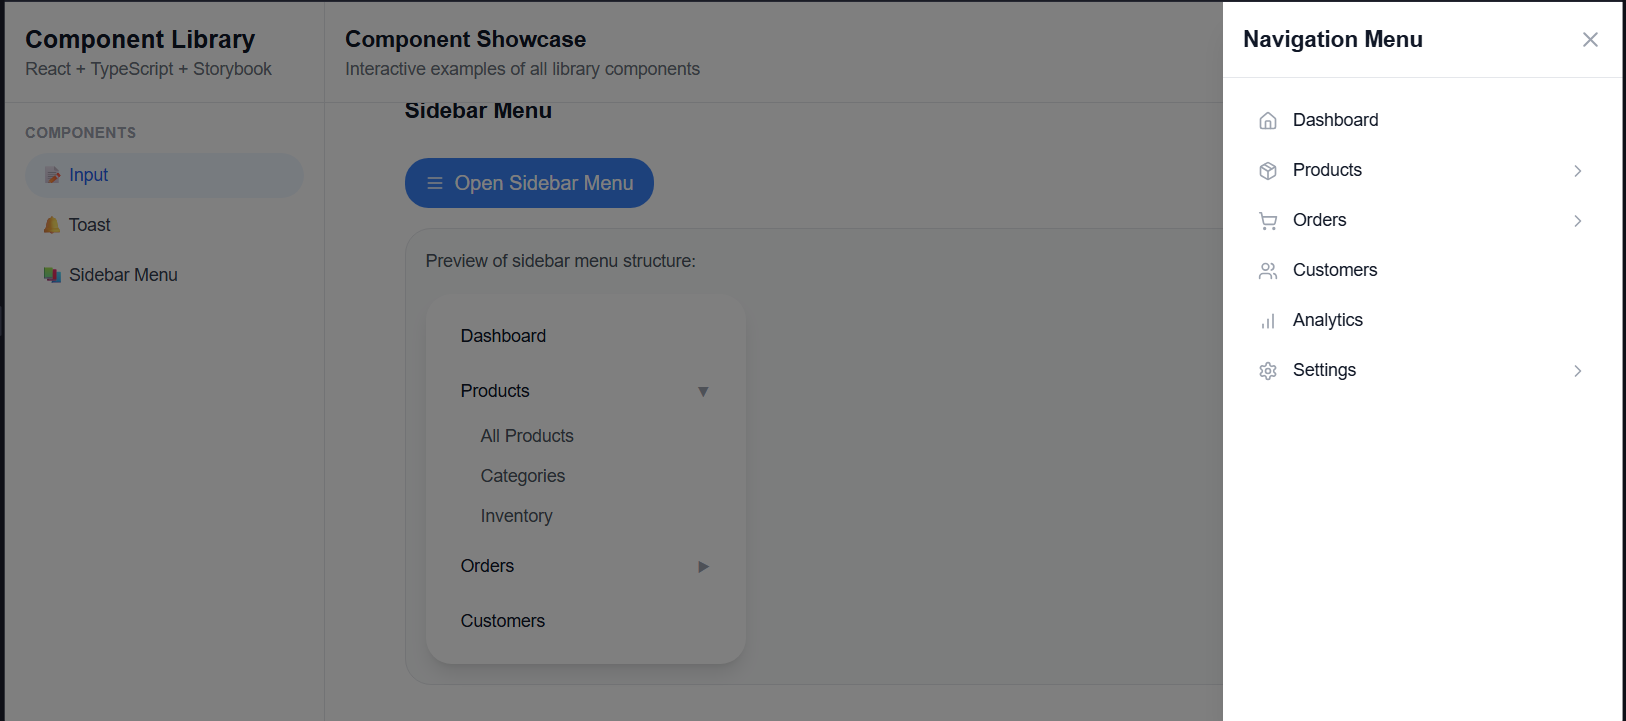 Component Library
React + TypeScript + Storybook
COMPONENTS
Input
Toast
Sidebar Menu
Component Showcase
Interactive examples of all library components
Sidebar Menu
Open Sidebar Menu
Preview of sidebar menu structure:
Dashboard
Products
All Products
Categories
Inventory
Orders
Customers
Navigation Menu
Dashboard
Products
Orders
Customers
Analytics
Settings